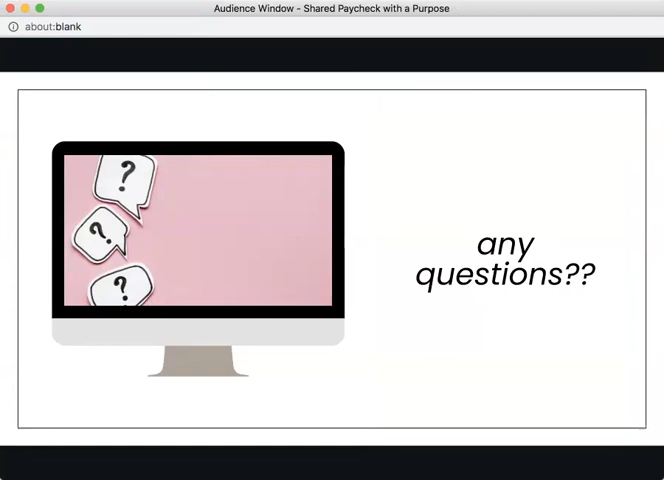 Audience Window - Shared Paycheck with a Purpose
about:blank
?
?
?
any
questions??